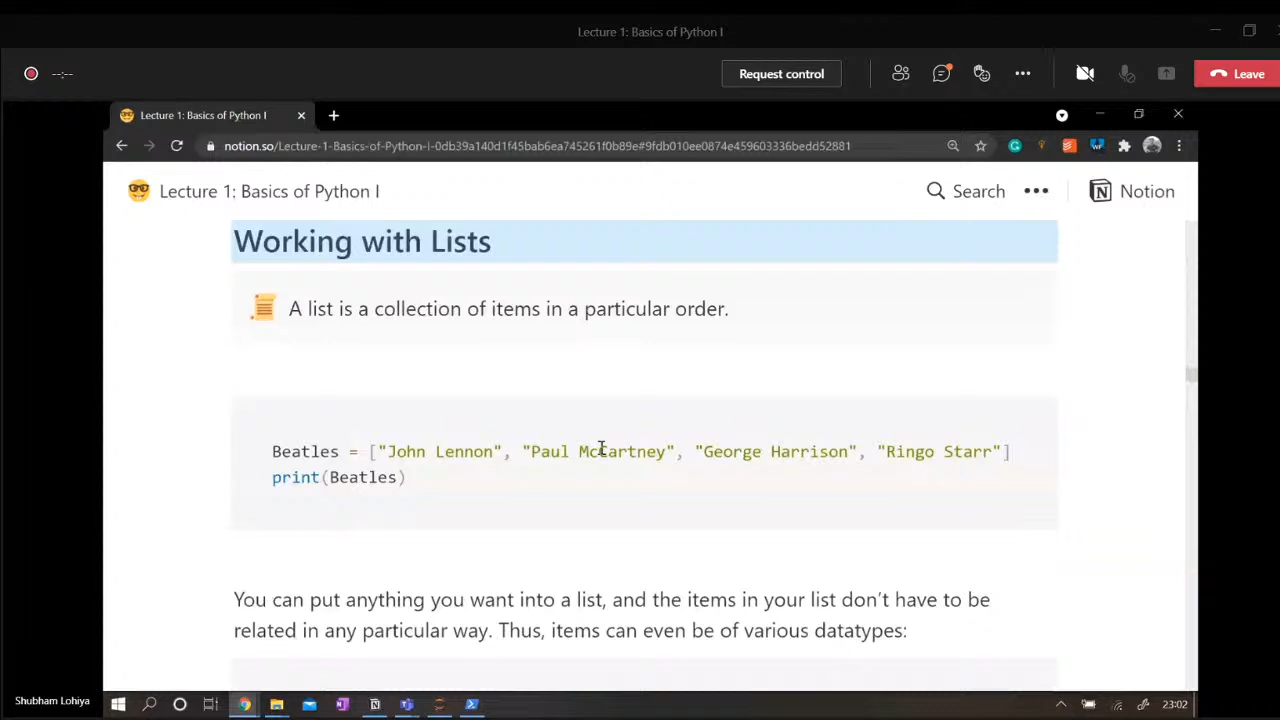 Lecture 1: Basics of Python I
--:--
Request control
Leave
Lecture 1: Basics of Python I
notion.so/Lecture-1-Basics-of-Python-I-0db39a140d1f45bab6ea745261f0b89e#9fdb010ee0874e459603336bedd52881
Lecture 1: Basics of Python I
Search
Notion
Working with Lists
A list is a collection of items in a particular order.
Beatles = ["John Lennon", "Paul McCartney", "George Harrison", "Ringo Starr"]
print(Beatles)
You can put anything you want into a list, and the items in your list don’t have to be
related in any particular way. Thus, items can even be of various datatypes:
Shubham Lohiya
23:02